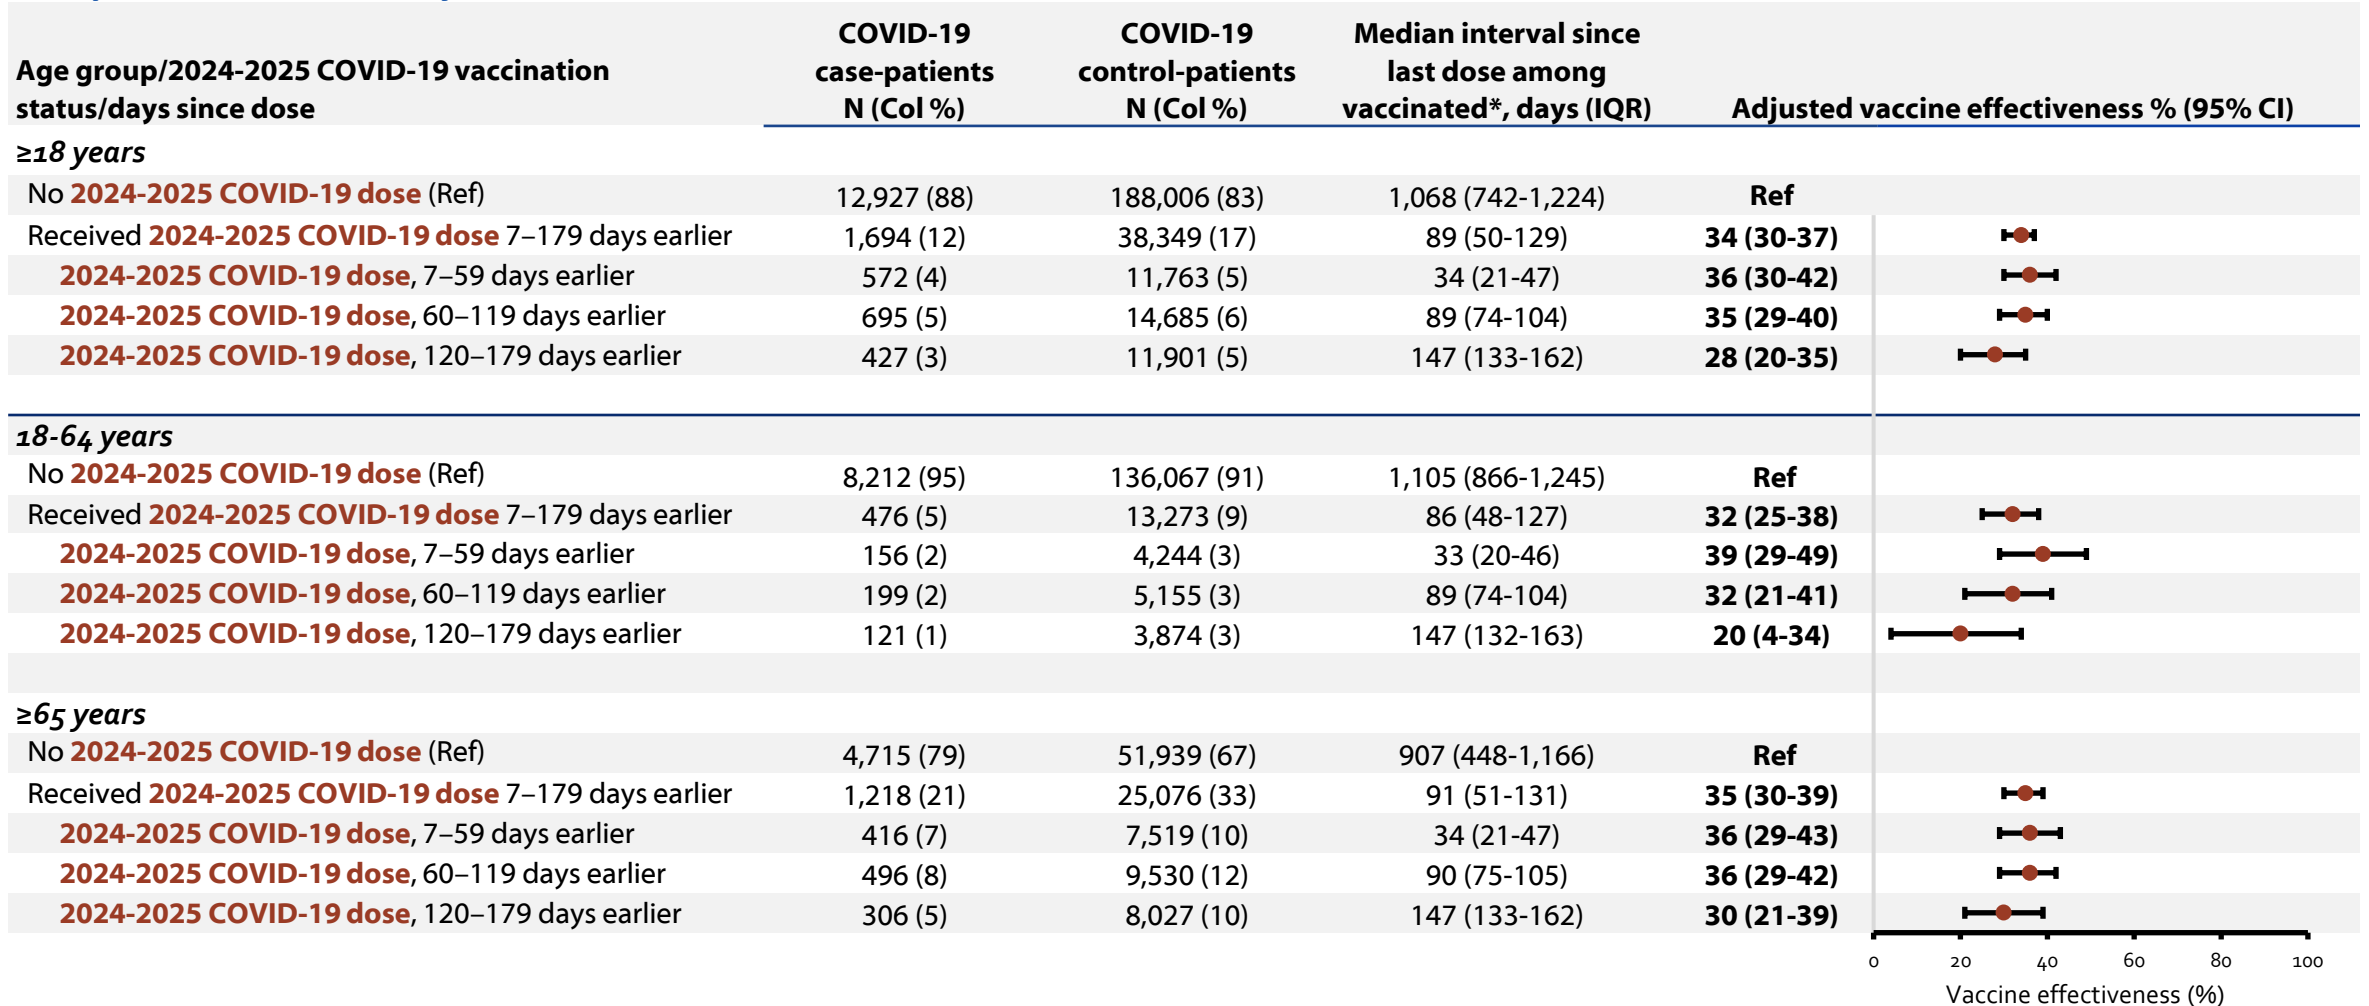 Age group/2024-2025 COVID-19 vaccination status/days since dose
COVID-19 case-patients N (Col %)
COVID-19 control-patients N (Col %)
Median interval since last dose among vaccinated*, days (IQR)
Adjusted vaccine effectiveness % (95% CI)
≥18 years
No 2024-2025 COVID-19 dose (Ref) 12,927 (88) 188,006 (83) 1,068 (742-1,224) Ref
Received 2024-2025 COVID-19 dose 7–179 days earlier 1,694 (12) 38,349 (17) 89 (50-129) 34 (30-37)
2024-2025 COVID-19 dose, 7–59 days earlier 572 (4) 11,763 (5) 34 (21-47) 36 (30-42)
2024-2025 COVID-19 dose, 60–119 days earlier 695 (5) 14,685 (6) 89 (74-104) 35 (29-40)
2024-2025 COVID-19 dose, 120–179 days earlier 427 (3) 11,901 (5) 147 (133-162) 28 (20-35)
18-64 years
No 2024-2025 COVID-19 dose (Ref) 8,212 (95) 136,067 (91) 1,105 (866-1,245) Ref
Received 2024-2025 COVID-19 dose 7–179 days earlier 476 (5) 13,273 (9) 86 (48-127) 32 (25-38)
2024-2025 COVID-19 dose, 7–59 days earlier 156 (2) 4,244 (3) 33 (20-46) 39 (29-49)
2024-2025 COVID-19 dose, 60–119 days earlier 199 (2) 5,155 (3) 89 (74-104) 32 (21-41)
2024-2025 COVID-19 dose, 120–179 days earlier 121 (1) 3,874 (3) 147 (132-163) 20 (4-34)
≥65 years
No 2024-2025 COVID-19 dose (Ref) 4,715 (79) 51,939 (67) 907 (448-1,166) Ref
Received 2024-2025 COVID-19 dose 7–179 days earlier 1,218 (21) 25,076 (33) 91 (51-131) 35 (30-39)
2024-2025 COVID-19 dose, 7–59 days earlier 416 (7) 7,519 (10) 34 (21-47) 36 (29-43)
2024-2025 COVID-19 dose, 60–119 days earlier 496 (8) 9,530 (12) 90 (75-105) 36 (29-42)
2024-2025 COVID-19 dose, 120–179 days earlier 306 (5) 8,027 (10) 147 (133-162) 30 (21-39)
0 20 40 60 80 100
Vaccine effectiveness (%)